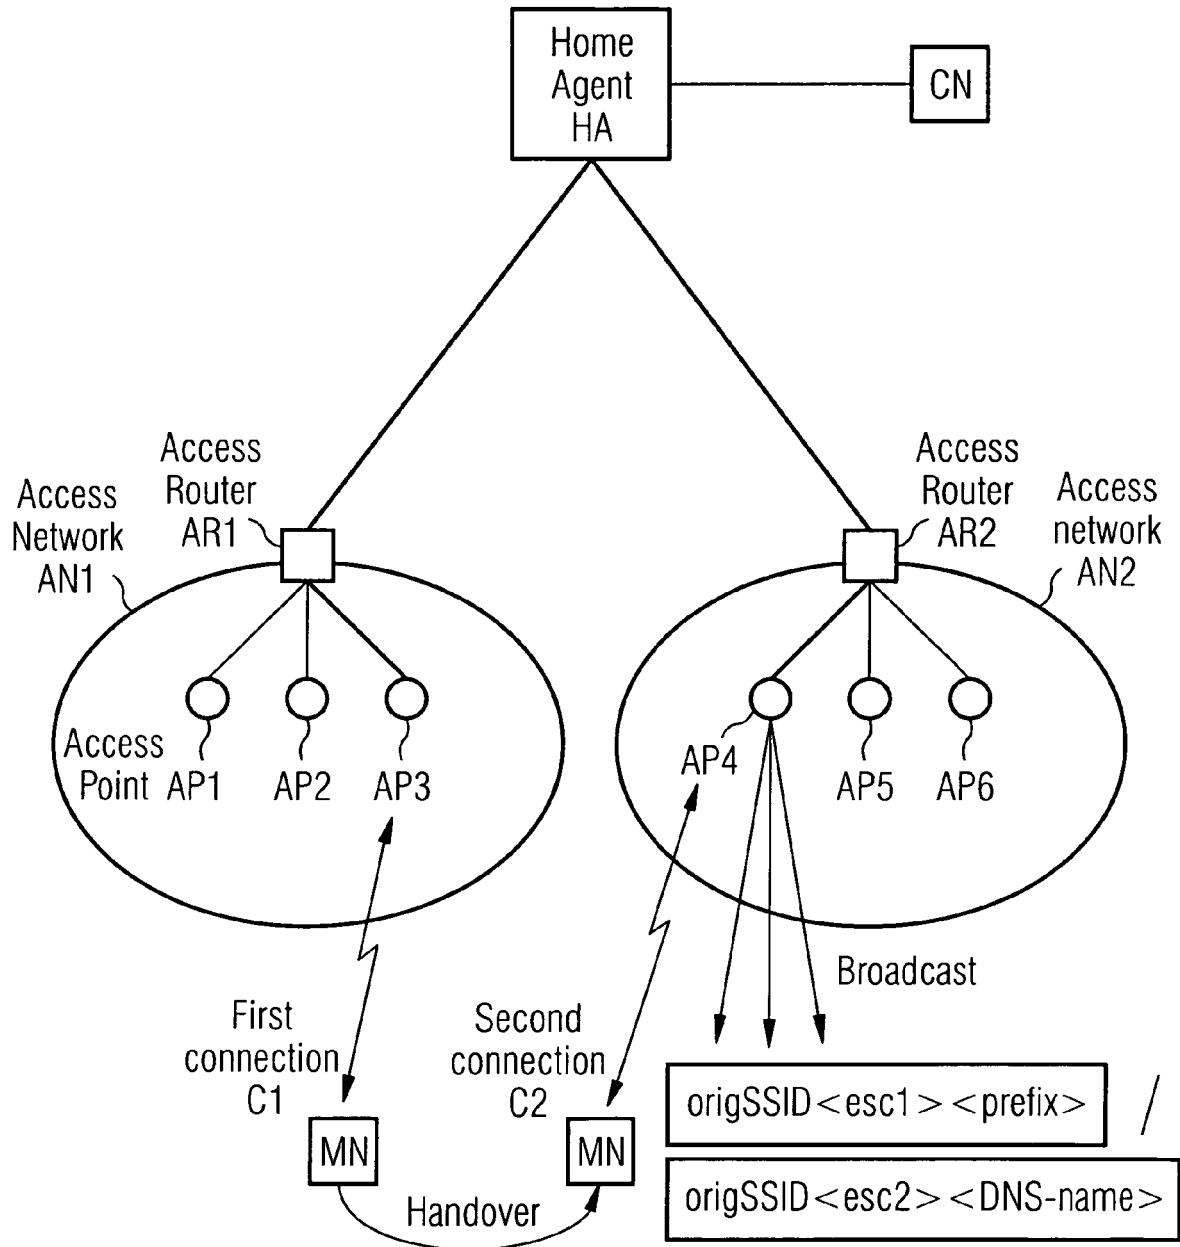 Home
Agent
HA
CN
Access
Router
AR1
Access
Network
AN1
Access
Router
AR2
Access
network
AN2
Access
Point
AP1
AP2
AP3
AP4
AP5
AP6
Broadcast
First
connection
C1
Second
connection
C2
origSSID<esc1><prefix>
/
MN
MN
origSSID<esc2><DNS-name>
Handover